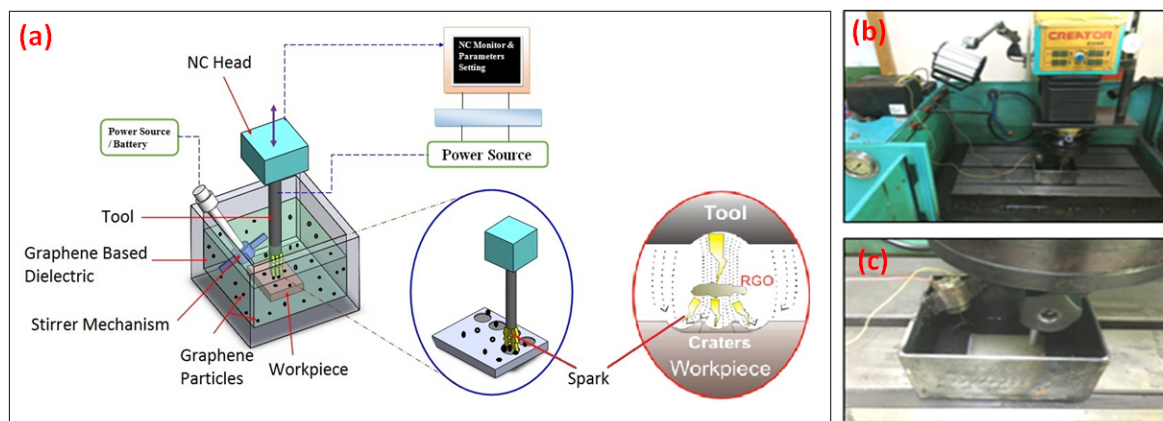 (a)
NC Head
NC Monitor &
Parameters
Setting
Power Source
/ Battery
Power Source
Tool
Graphene Based
Dielectric
Stirrer Mechanism
Graphene
Particles
Workpiece
Spark
Tool
RGO
Craters
Workpiece
(b)
CREATOR
(c)